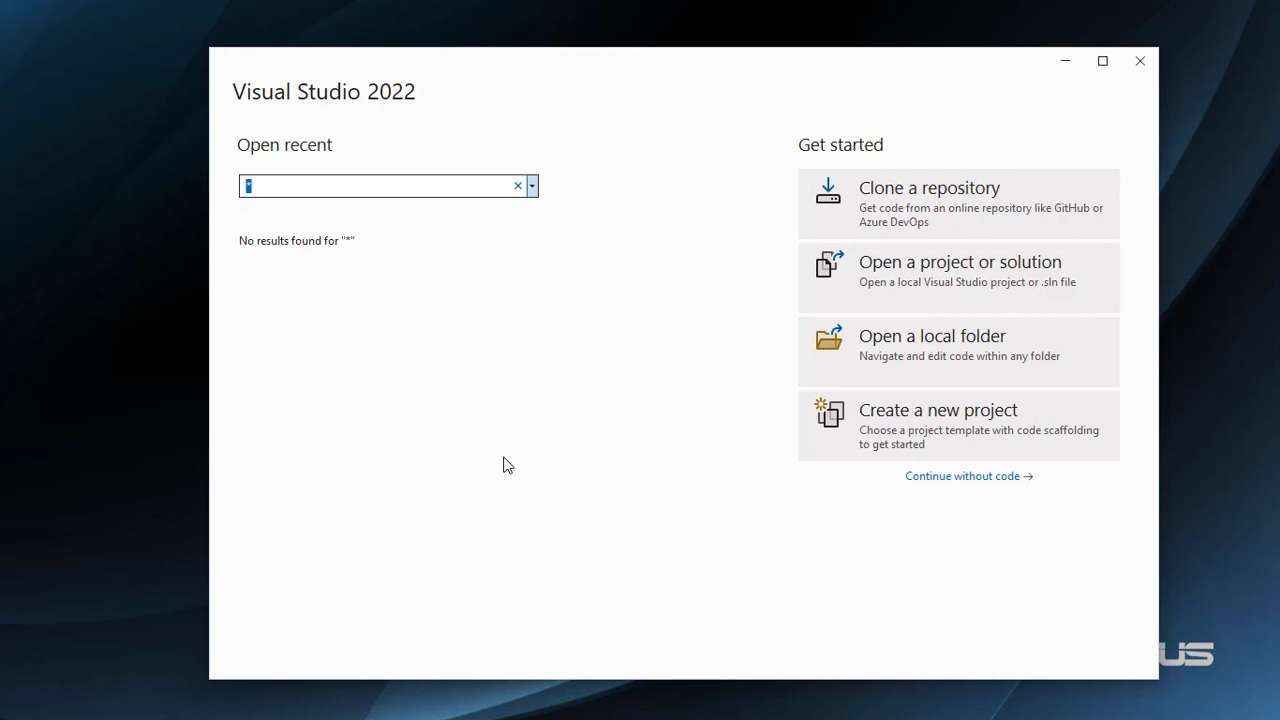 Visual Studio 2022
Open recent
*
No results found for "*"
Get started
Clone a repository
Get code from an online repository like GitHub or
Azure DevOps
Open a project or solution
Open a local Visual Studio project or .sln file
Open a local folder
Navigate and edit code within any folder
Create a new project
Choose a project template with code scaffolding
to get started
Continue without code →
US